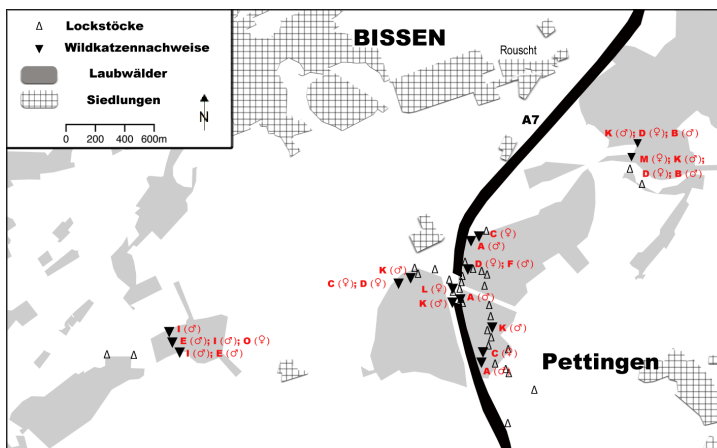 Lockstöcke
Wildkatzennachweise
Laubwälder
Siedlungen
N
0 200 400 600m
BISSEN
Rouscht
A7
K (♂); D (♀); B (♂)
M (♀); K (♂);
D (♀); B (♂)
C (♀)
A (♂)
D (♀); F (♂)
K (♂)
C (♀); D (♀)
L (♀)
A (♂)
K (♂)
K (♂)
I (♂)
E (♂); I (♂); O (♀)
I (♂); E (♂)
C (♀)
A (♂)
Pettingen